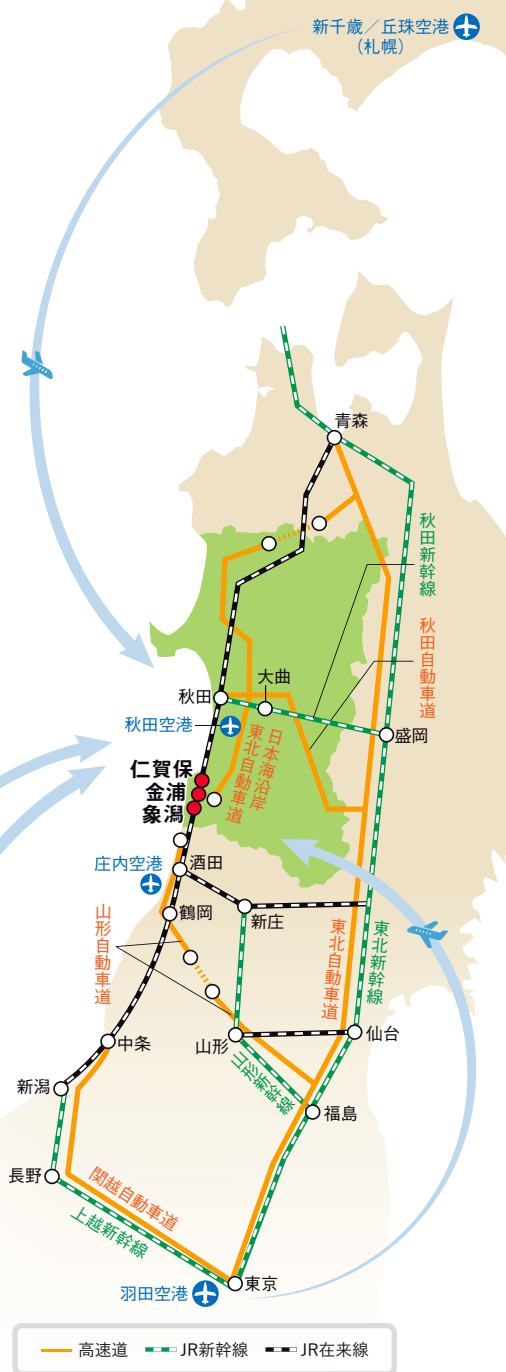 新千歳／丘珠空港
（札幌）
青森
秋田新幹線
秋田自動車道
大曲
秋田
秋田空港
盛岡
日本海沿岸
東北自動車道
仁賀保
金浦
象潟
庄内空港
酒田
鶴岡
新庄
山形自動車道
東北自動車道
東北新幹線
仙台
山形
中条
山形新幹線
新潟
福島
長野
関越自動車道
上越新幹線
東京
羽田空港
高速道
JR新幹線
JR在来線